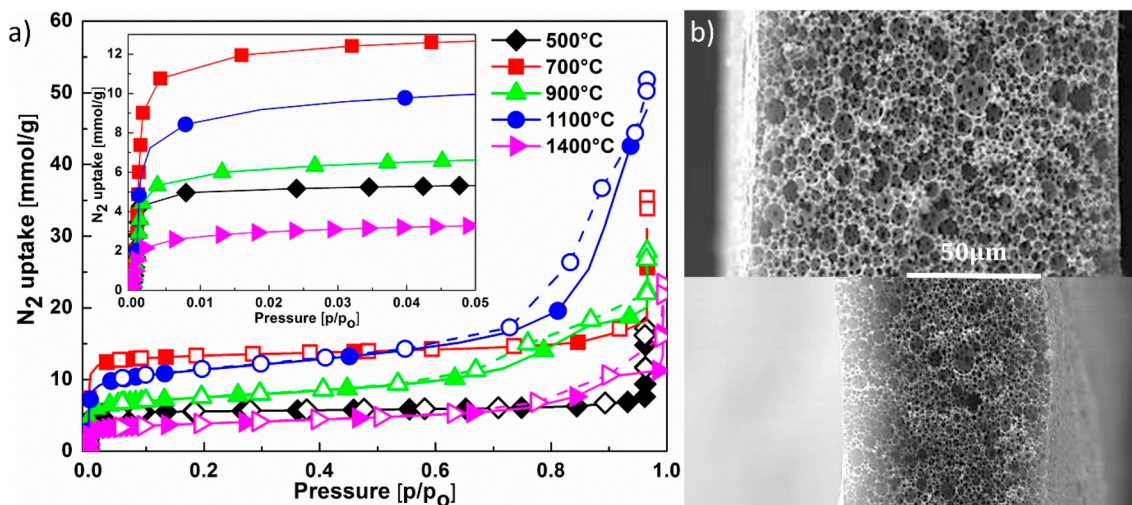 a)
N₂ uptake [mmol/g]
60
50
40
30
20
10
0
0.0 0.2 0.4 0.6 0.8 1.0
Pressure [p/pₒ]
N₂ uptake [mmol/g]
12
10
8
6
4
2
0
0.00 0.01 0.02 0.03 0.04 0.05
Pressure [p/pₒ]
500°C
700°C
900°C
1100°C
1400°C
b)
50μm